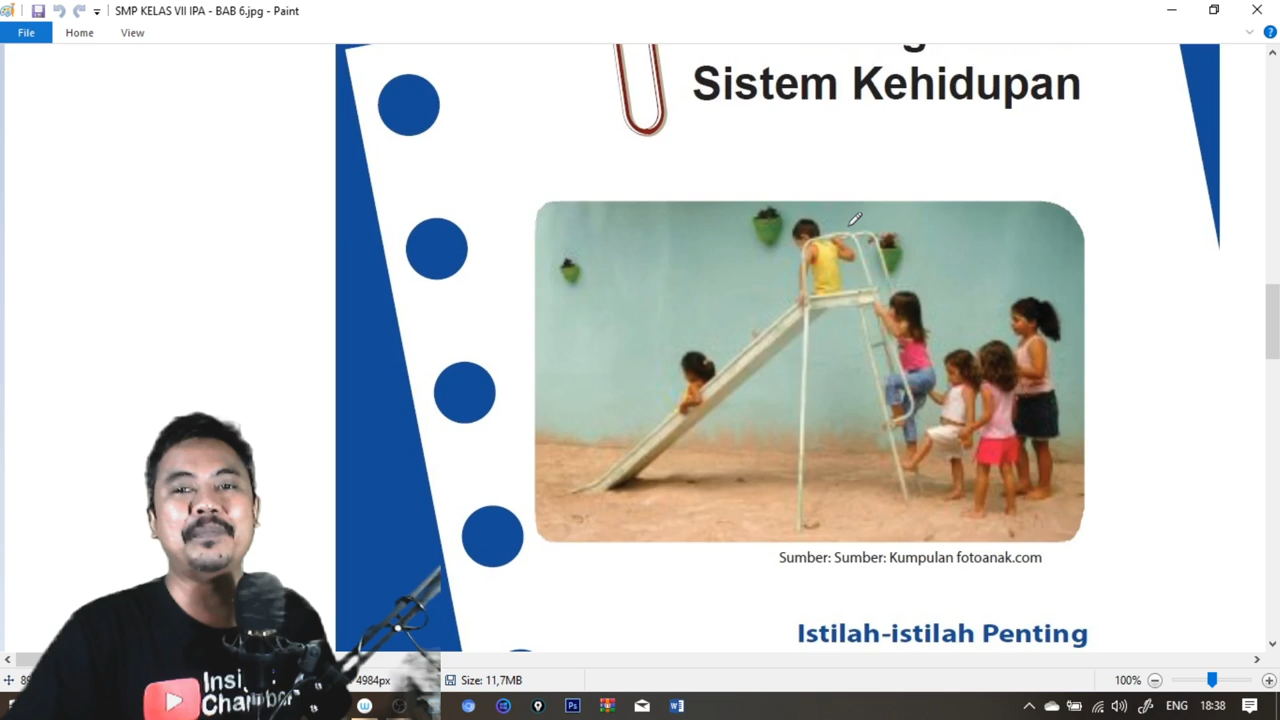 SMP KELAS VII IPA - BAB 6.jpg - Paint
File Home View
Sistem Kehidupan
Sumber: Sumber: Kumpulan fotoanak.com
Istilah-istilah Penting
4984px
Size: 11,7MB
100%
Ps
W
ENG
18:38